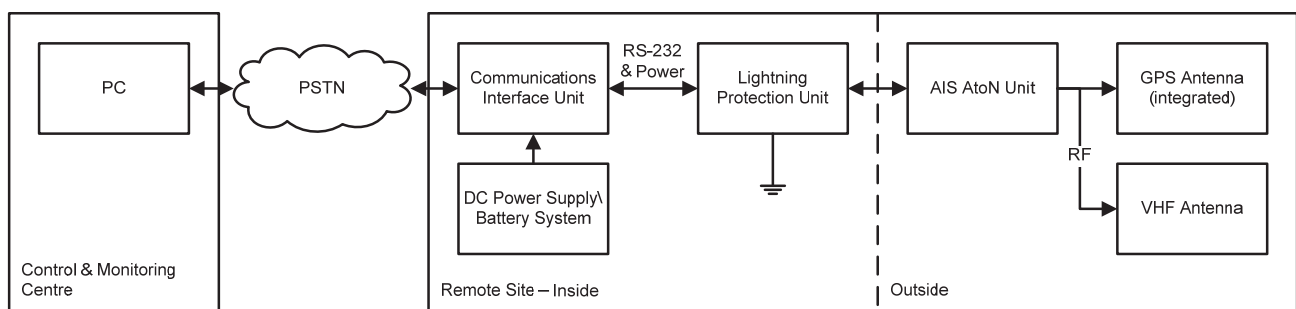 PC
Control & Monitoring
Centre
PSTN
Communications
Interface Unit
RS-232
& Power
Lightning
Protection Unit
DC Power Supply\
Battery System
Remote Site – Inside
AIS AtoN Unit
GPS Antenna
(integrated)
RF
VHF Antenna
Outside